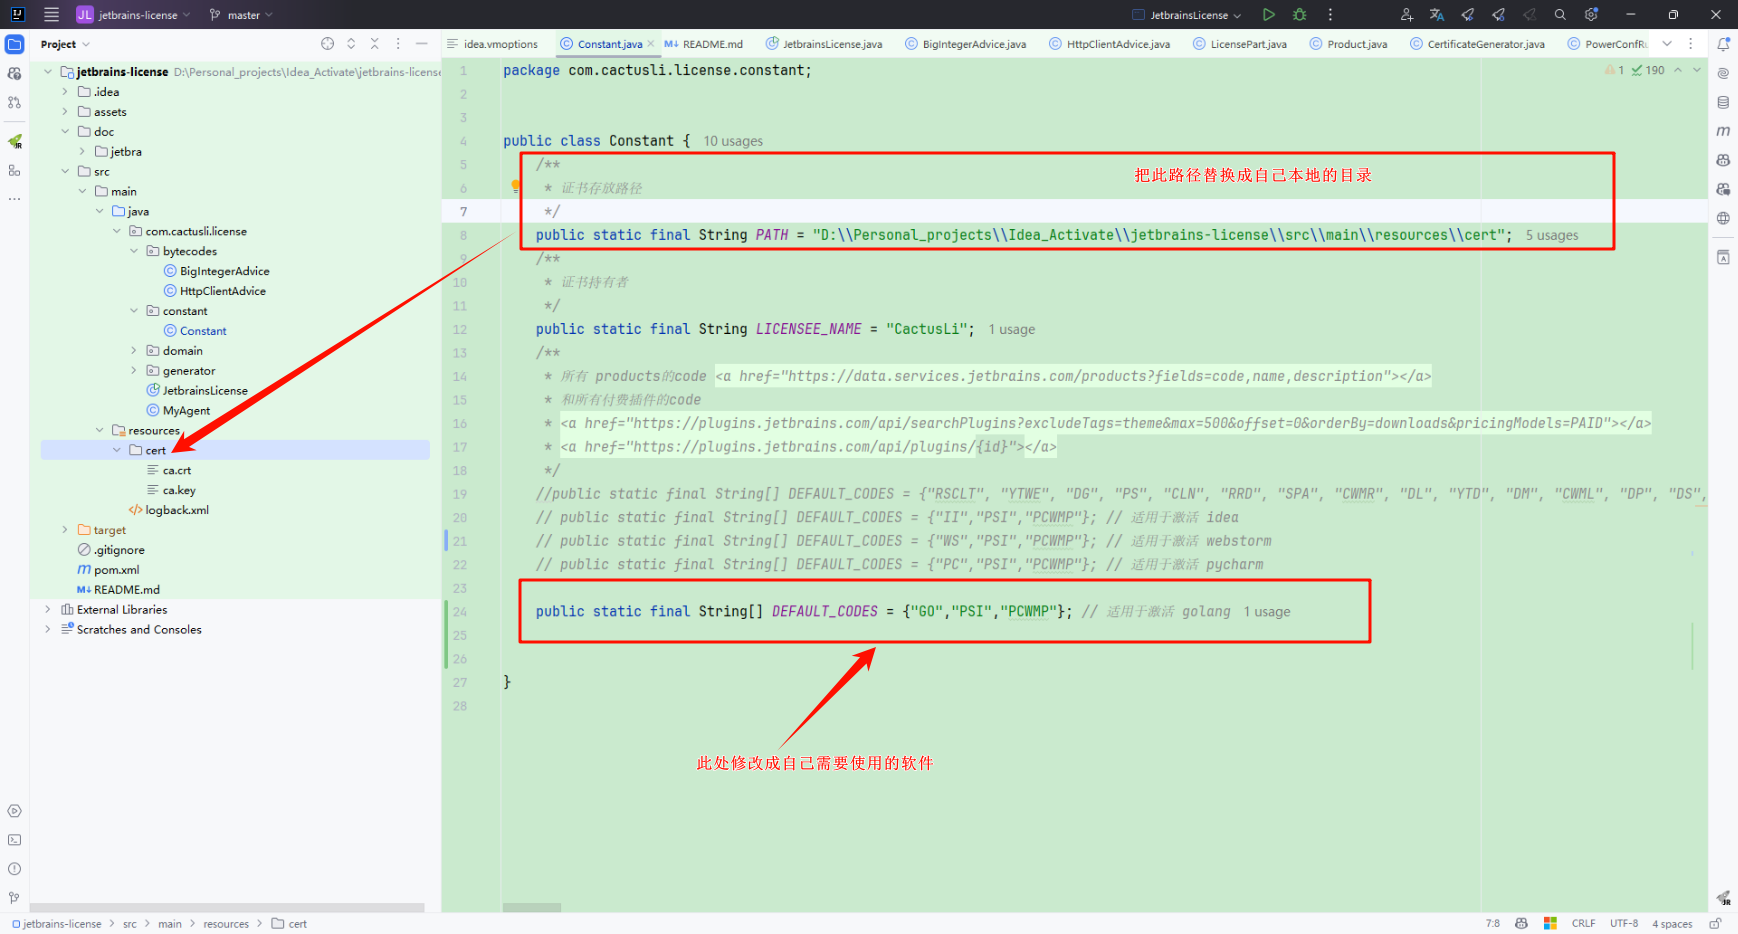 JL jetbrains-license master JetbrainsLicense
Project
jetbrains-license D:\Personal_projects\Idea_Activate\jetbrains-license
.idea
assets
doc
jetbra
src
main
java
com.cactusli.license
bytecodes
BigIntegerAdvice
HttpClientAdvice
constant
Constant
domain
generator
JetbrainsLicense
MyAgent
resources
cert
ca.crt
ca.key
logback.xml
target
.gitignore
pom.xml
README.md
External Libraries
Scratches and Consoles
idea.vmoptions Constant.java README.md JetbrainsLicense.java BigIntegerAdvice.java HttpClientAdvice.java LicensePart.java Product.java CertificateGenerator.java PowerConfRu
1 190
1 package com.cactusli.license.constant;
2
3
4 public class Constant { 10 usages
5 /**
6 * 证书存放路径
把此路径替换成自己本地的目录
7 */
8 public static final String PATH = "D:\\Personal_projects\\Idea_Activate\\jetbrains-license\\src\\main\\resources\\cert"; 5 usages
9 /**
10 * 证书持有者
11 */
12 public static final String LICENSEE_NAME = "CactusLi"; 1 usage
13 /**
14 * 所有 products的code <a href="https://data.services.jetbrains.com/products?fields=code,name,description"></a>
15 * 和所有付费插件的code
16 * <a href="https://plugins.jetbrains.com/api/searchPlugins?excludeTags=theme&max=500&offset=0&orderBy=downloads&pricingModels=PAID"></a>
17 * <a href="https://plugins.jetbrains.com/api/plugins/{id}"></a>
18 */
19 //public static final String[] DEFAULT_CODES = {"RSCLT", "YTWE", "DG", "PS", "CLN", "RRD", "SPA", "CWMR", "DL", "YTD", "DM", "CWML", "DP", "DS",
20 // public static final String[] DEFAULT_CODES = {"II","PSI","PCWMP"}; // 适用于激活 idea
21 // public static final String[] DEFAULT_CODES = {"WS","PSI","PCWMP"}; // 适用于激活 webstorm
22 // public static final String[] DEFAULT_CODES = {"PC","PSI","PCWMP"}; // 适用于激活 pycharm
23
24 public static final String[] DEFAULT_CODES = {"GO","PSI","PCWMP"}; // 适用于激活 golang 1 usage
25
26
27 }
28
此处修改成自己需要使用的软件
jetbrains-license > src > main > resources > cert
7:8 CRLF UTF-8 4 spaces